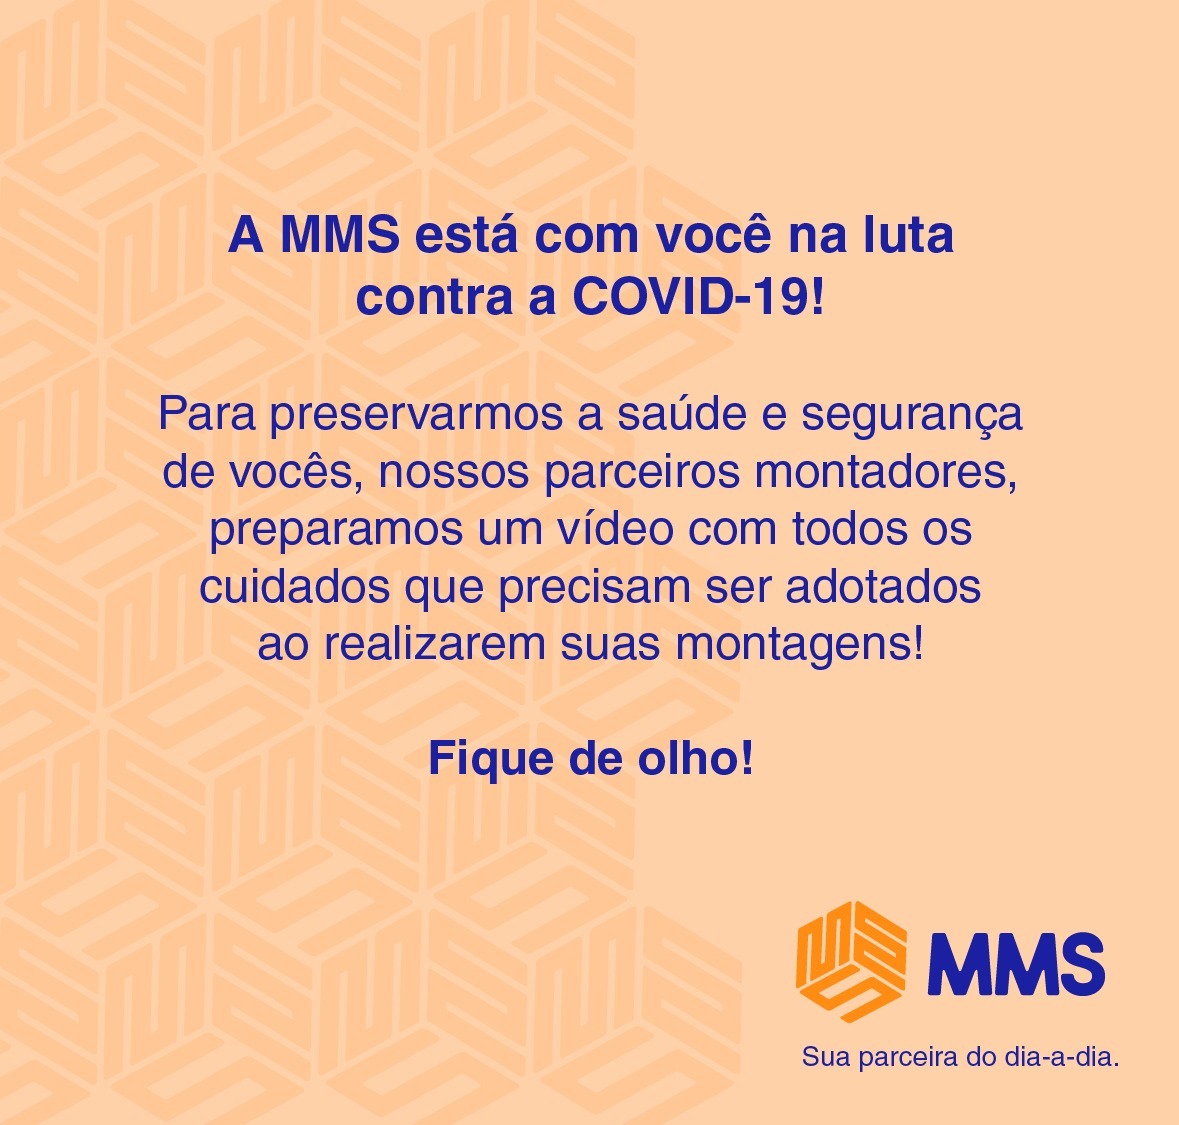 A MMS está com você na luta
contra a COVID-19!
Para preservarmos a saúde e segurança
de vocês, nossos parceiros montadores,
preparamos um vídeo com todos os
cuidados que precisam ser adotados
ao realizarem suas montagens!
Fique de olho!
MMS
Sua parceira do dia-a-dia.